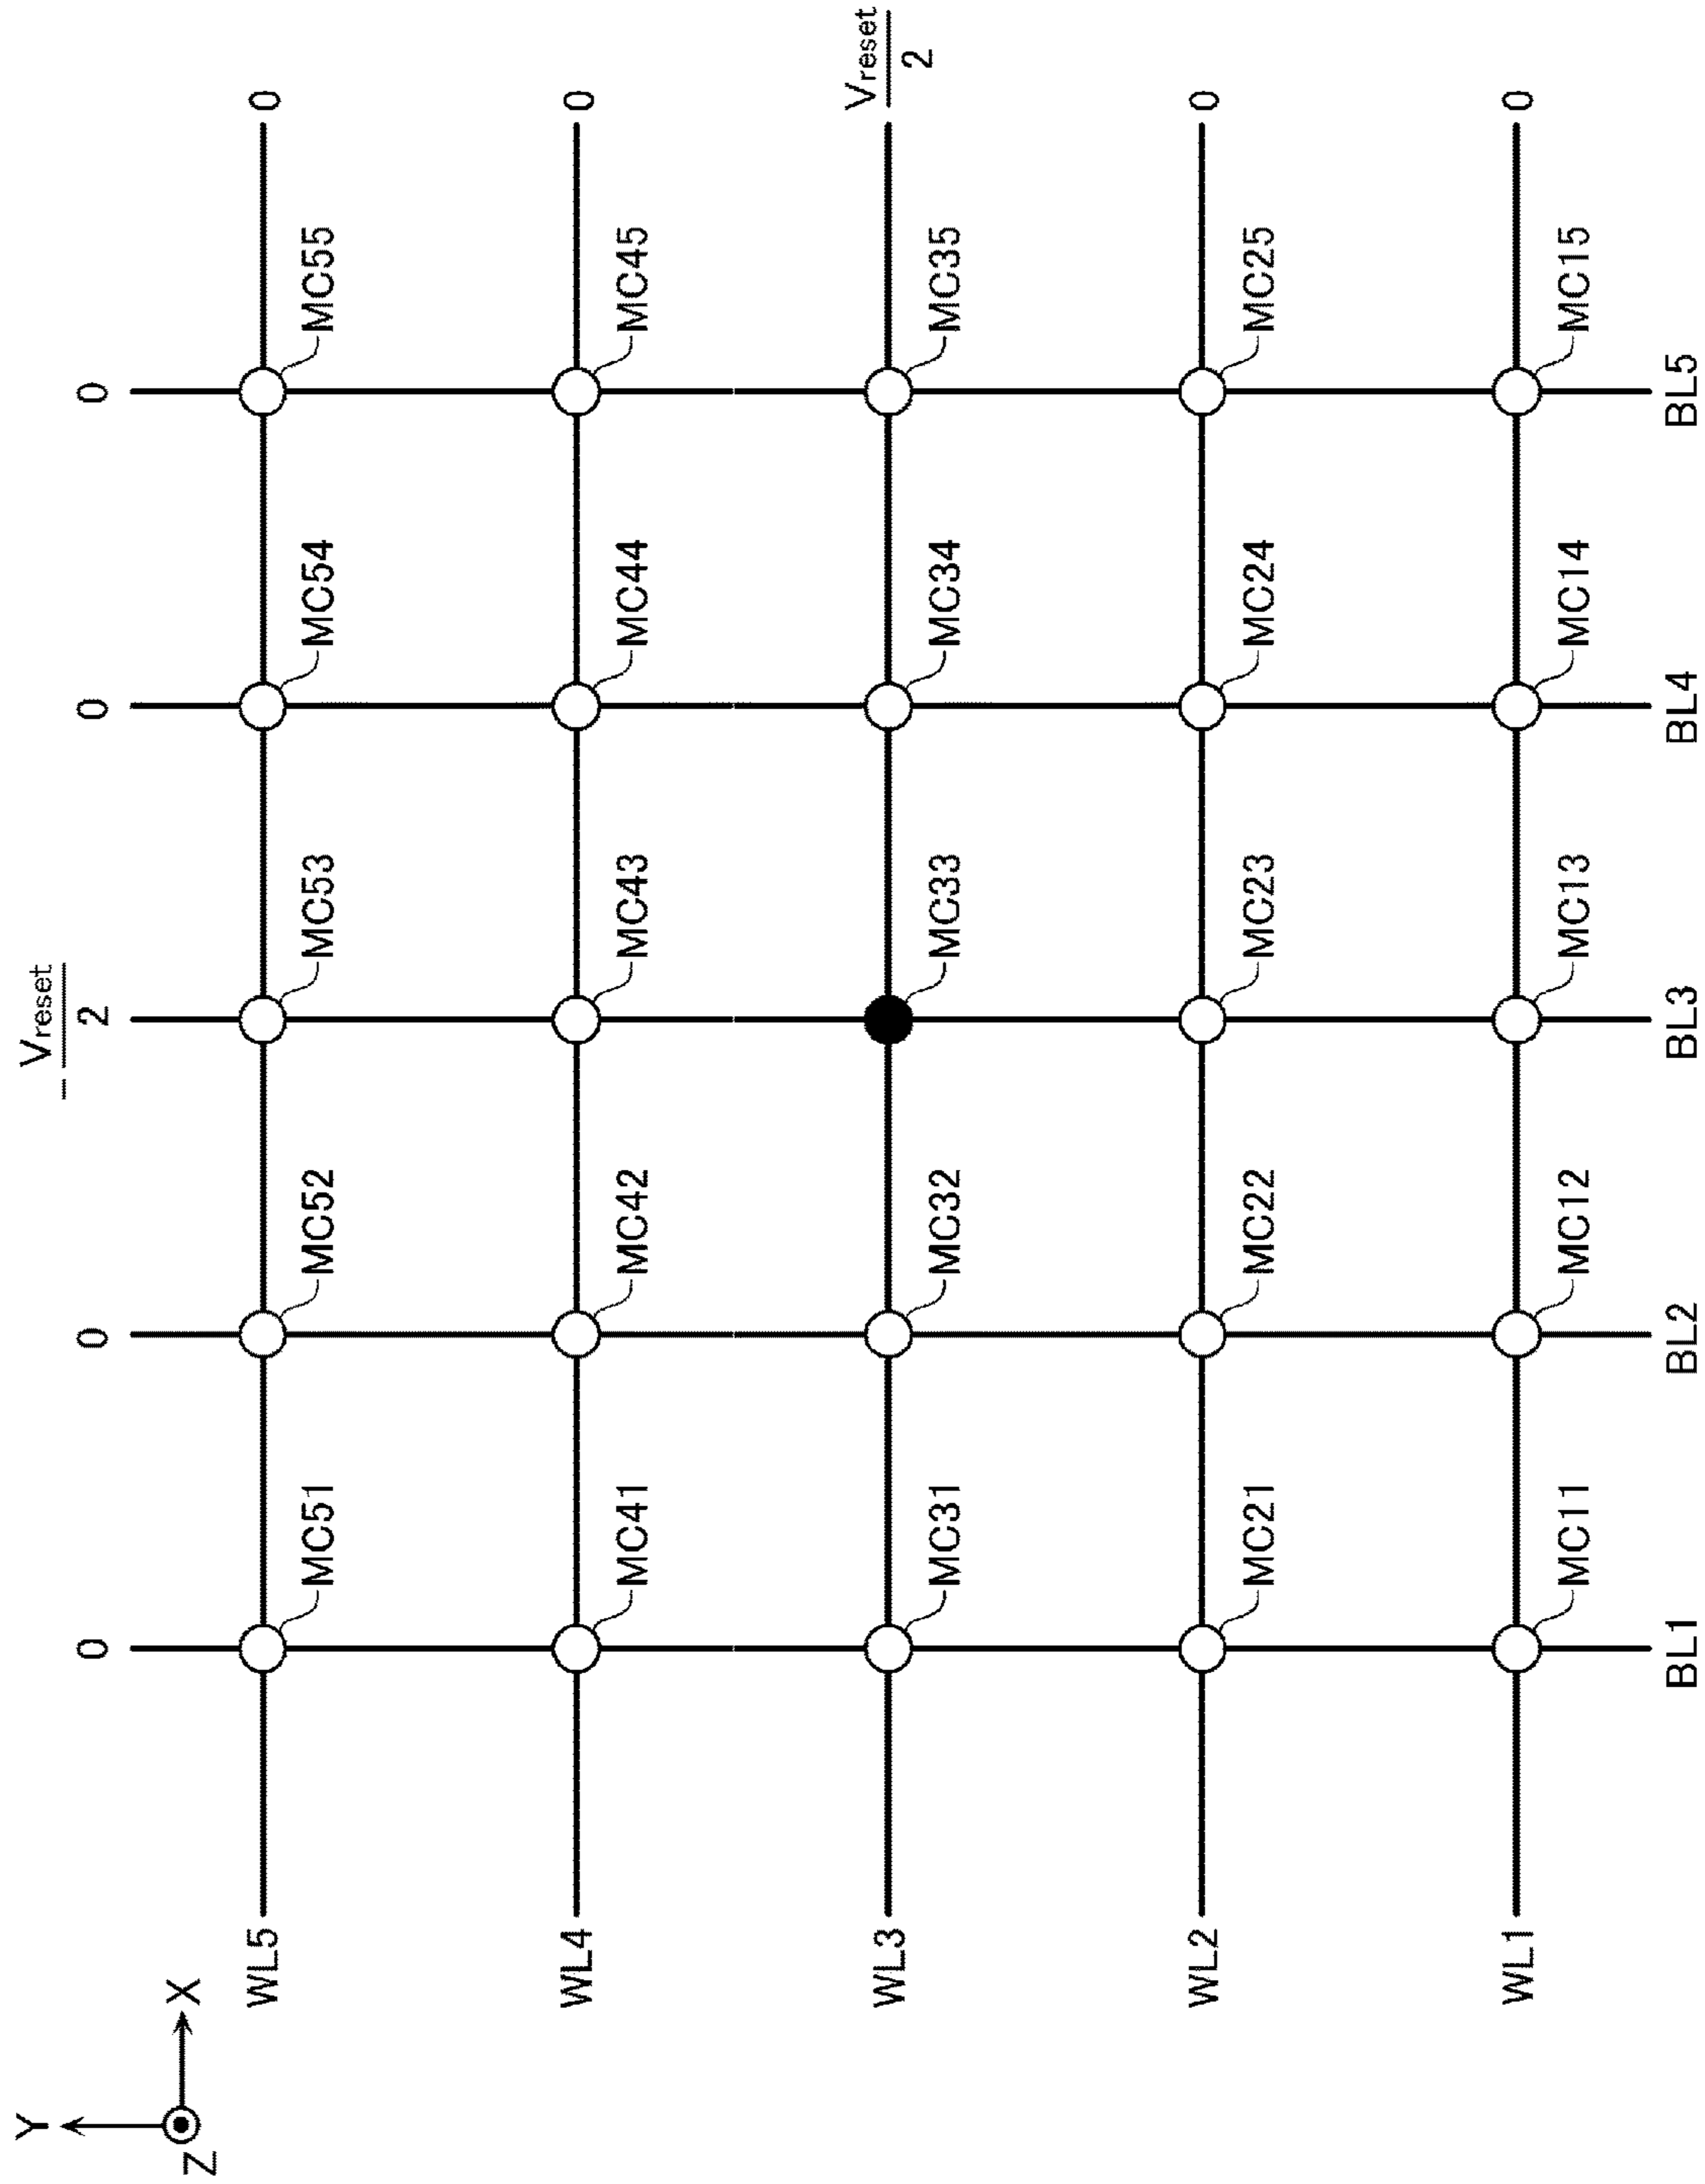 Y
Z
X
− Vreset
0 0 2 0 0
WL5 0
MC51 MC52 MC53 MC54 MC55
WL4 0
MC41 MC42 MC43 MC44 MC45
Vreset
WL3
2
MC31 MC32 MC33 MC34 MC35
WL2 0
MC21 MC22 MC23 MC24 MC25
WL1 0
MC11 MC12 MC13 MC14 MC15
BL1 BL2 BL3 BL4 BL5